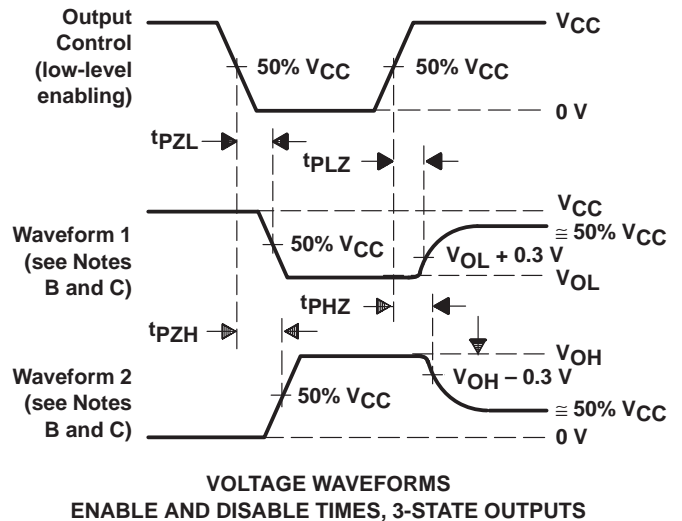 Output
Control
(low-level
enabling)
50% VCC
50% VCC
VCC
0 V
tPZL
tPLZ
Waveform 1
(see Notes
B and C)
50% VCC
VCC
≅ 50% VCC
VOL + 0.3 V
VOL
tPHZ
tPZH
Waveform 2
(see Notes
B and C)
50% VCC
VOH
VOH – 0.3 V
≅ 50% VCC
0 V
VOLTAGE WAVEFORMS
ENABLE AND DISABLE TIMES, 3-STATE OUTPUTS